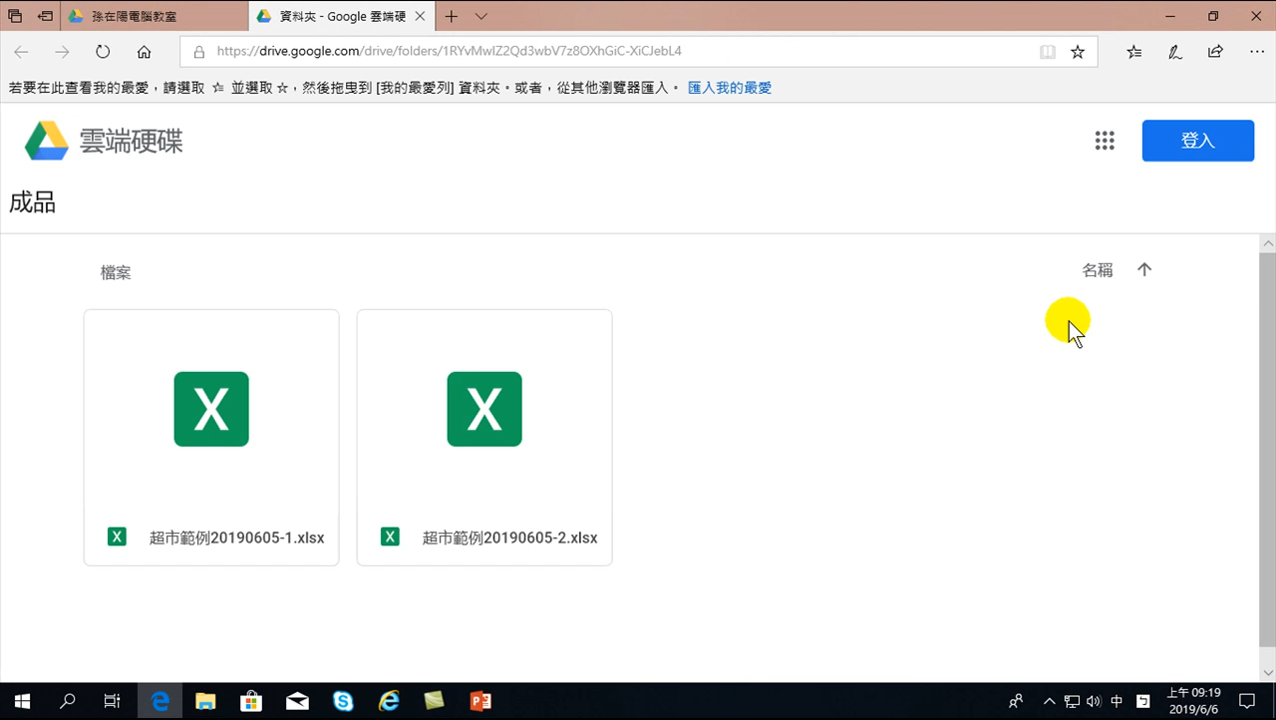 孫在陽電腦教室
資料夾 - Google 雲端硬
https://drive.google.com/drive/folders/1RYvMwIZ2Qd3wbV7z8OXhGiC-XiCJebL4
若要在此查看我的最愛，請選取 並選取 ☆，然後拖曳到 [我的最愛列] 資料夾。或者，從其他瀏覽器匯入。 匯入我的最愛
雲端硬碟
登入
成品
檔案
名稱
X
X
X 超市範例20190605-1.xlsx
X 超市範例20190605-2.xlsx
中
上午 09:19
2019/6/6